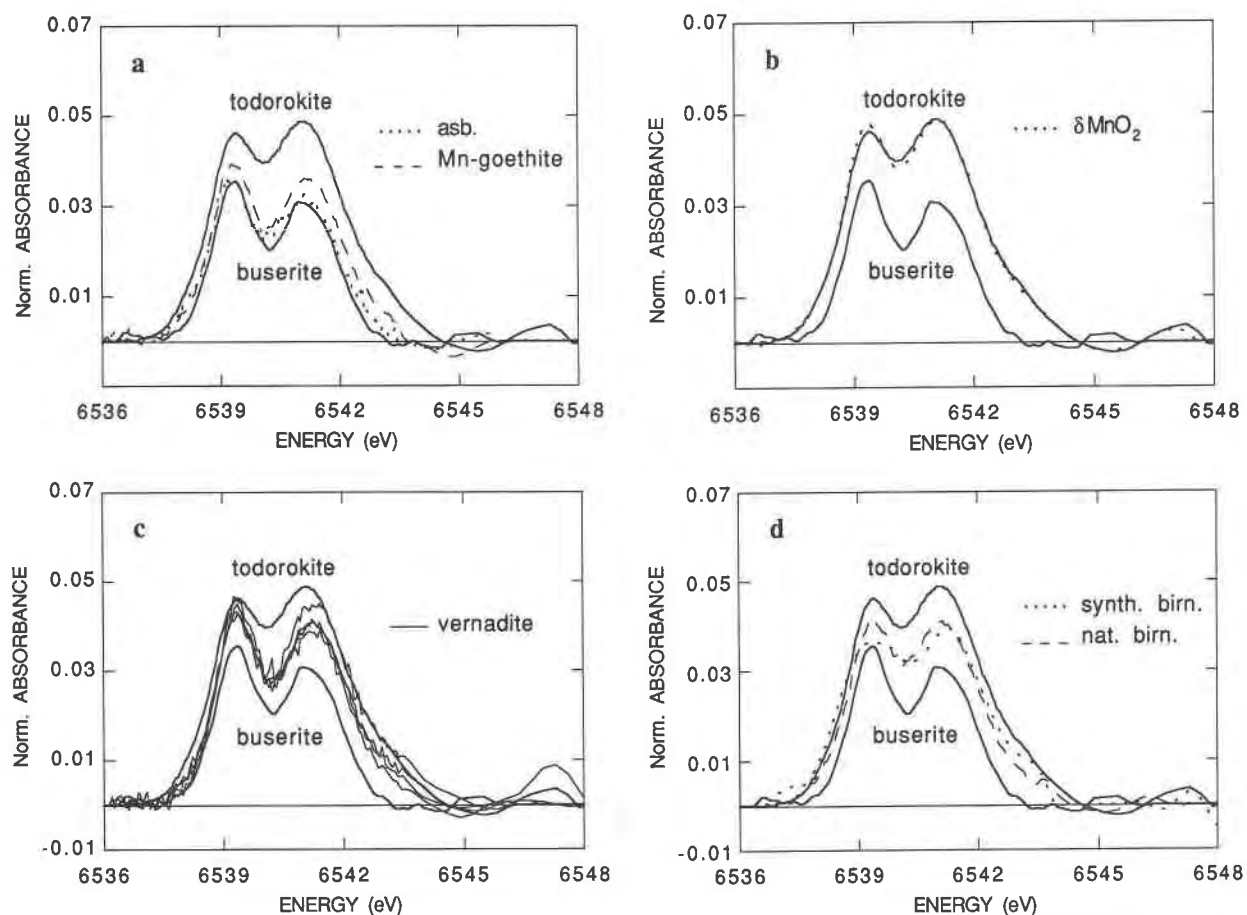 0.07
a
todorokite
asb.
Mn-goethite
buserite
0.05
0.03
0.01
Norm. ABSORBANCE
6536 6539 6542 6545 6548
ENERGY (eV)
0.07
b
todorokite
δMnO₂
buserite
0.05
0.03
0.01
Norm. ABSORBANCE
6536 6539 6542 6545 6548
ENERGY (eV)
0.07
c
todorokite
vernadite
buserite
0.05
0.03
0.01
-0.01
Norm. ABSORBANCE
6536 6539 6542 6545 6548
ENERGY (eV)
0.07
d
todorokite
synth. birn.
nat. birn.
buserite
0.05
0.03
0.01
-0.01
Norm. ABSORBANCE
6536 6539 6542 6545 6548
ENERGY (eV)